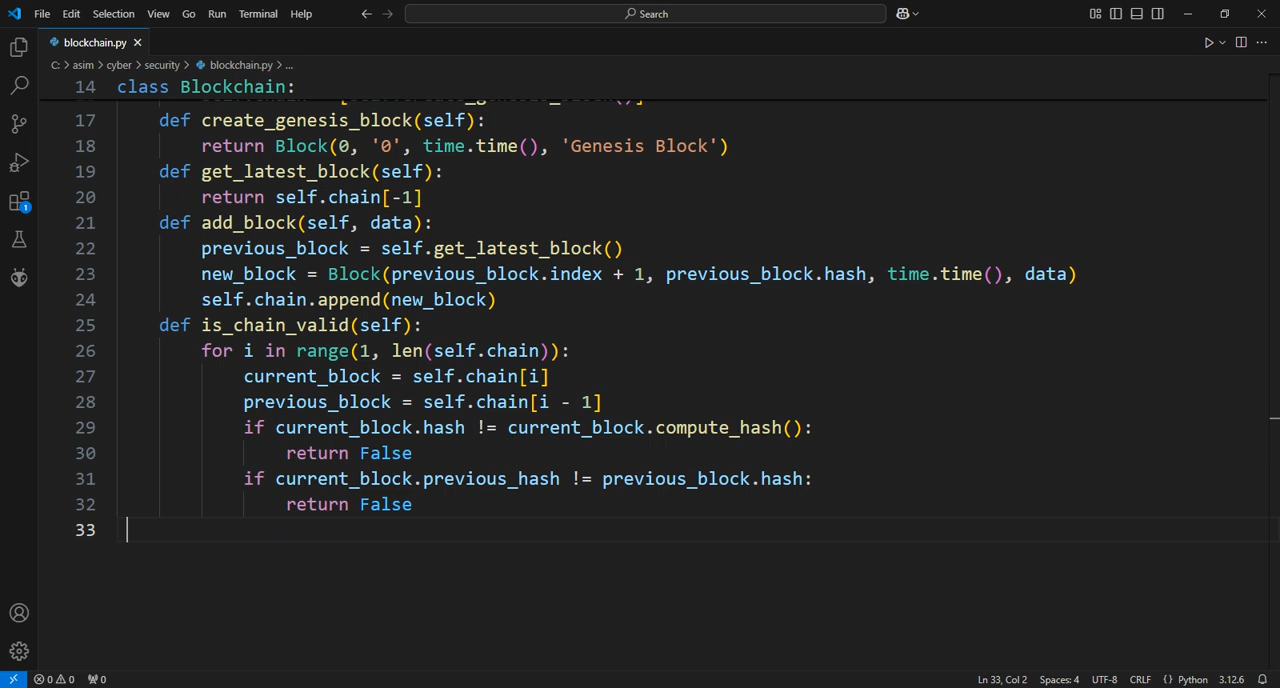 File Edit Selection View Go Run Terminal Help
Search
blockchain.py
C: > asim > cyber > security > blockchain.py > ...
14 class Blockchain:
17 def create_genesis_block(self):
18 return Block(0, '0', time.time(), 'Genesis Block')
19 def get_latest_block(self):
20 return self.chain[-1]
21 def add_block(self, data):
22 previous_block = self.get_latest_block()
23 new_block = Block(previous_block.index + 1, previous_block.hash, time.time(), data)
24 self.chain.append(new_block)
25 def is_chain_valid(self):
26 for i in range(1, len(self.chain)):
27 current_block = self.chain[i]
28 previous_block = self.chain[i - 1]
29 if current_block.hash != current_block.compute_hash():
30 return False
31 if current_block.previous_hash != previous_block.hash:
32 return False
33
1
0 0 0 Ln 33, Col 2 Spaces: 4 UTF-8 CRLF {} Python 3.12.6